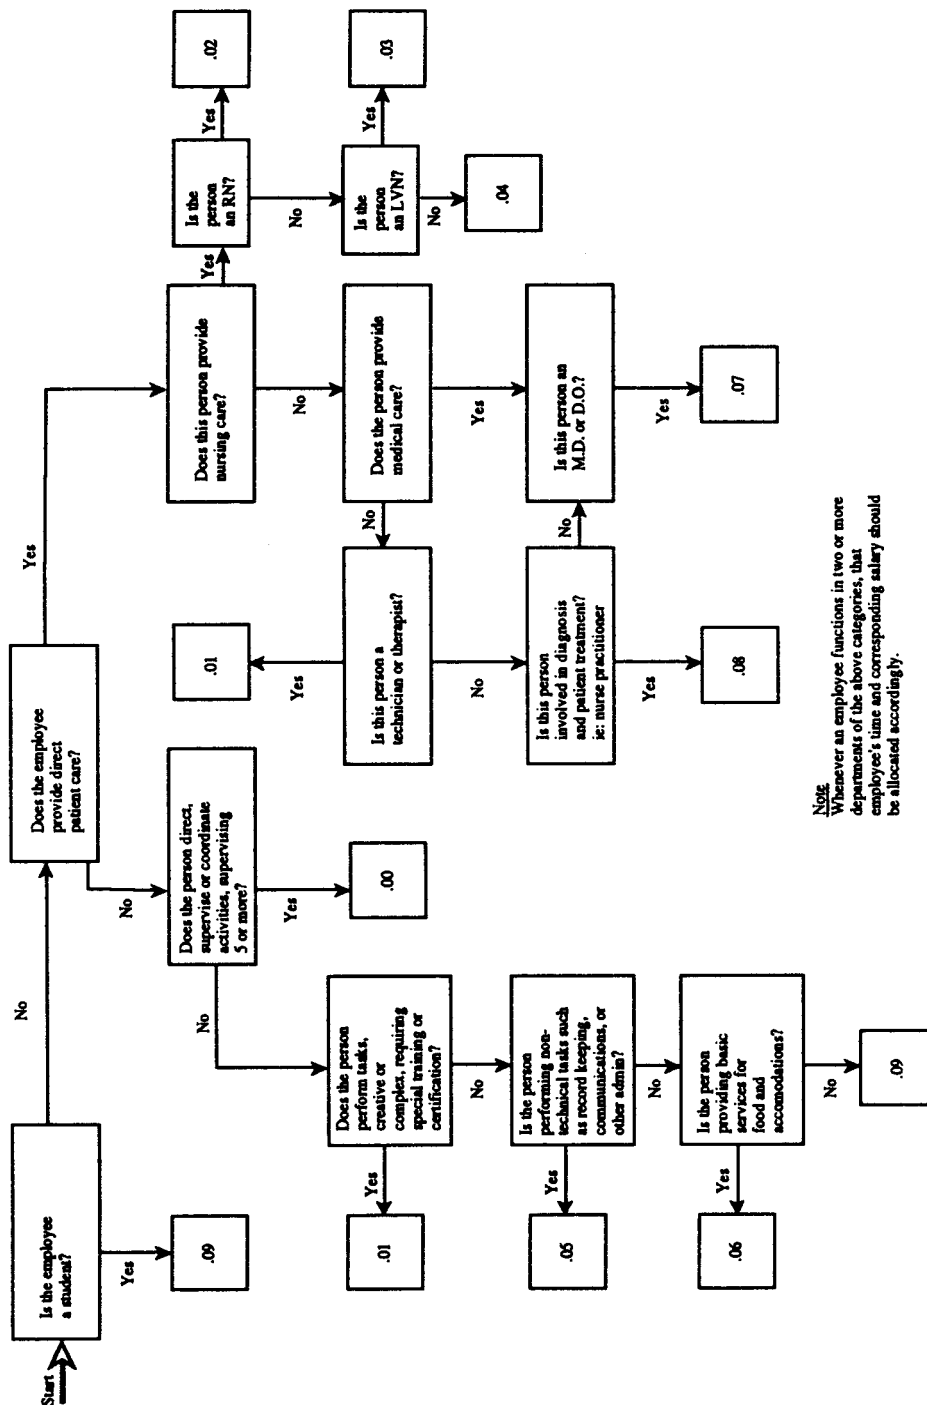 Start
Is the employee
a student?
Yes
.09
No
Does the employee
provide direct
patient care?
No
Does the person direct,
supervise or coordinate
activities, supervising
5 or more?
Yes
.00
No
Does the person
perform tasks,
creative or
complex, requiring
special training or
certification?
Yes
.01
No
Is the person
performing non-
technical tasks such
as record keeping,
communications, or
other admin?
Yes
.05
No
Is the person
providing basic
services for
food and
accomodations?
Yes
.06
No
.09
Yes
Does this person provide
nursing care?
Yes
Is the
person
an RN?
Yes
.02
No
Is the
person
an LVN?
Yes
.03
No
.04
No
Does the person provide
medical care?
No
Is this person a
technician or therapist?
Yes
.01
No
Is this person
involved in diagnosis
and patient treatment?
ie: nurse practitioner
Yes
.08
No
Yes
Is this person an
M.D. or D.O.?
Yes
.07
Note
Whenever an employee functions in two or more
departments of the above categories, that
employee's time and corresponding salary should
be allocated accordingly.